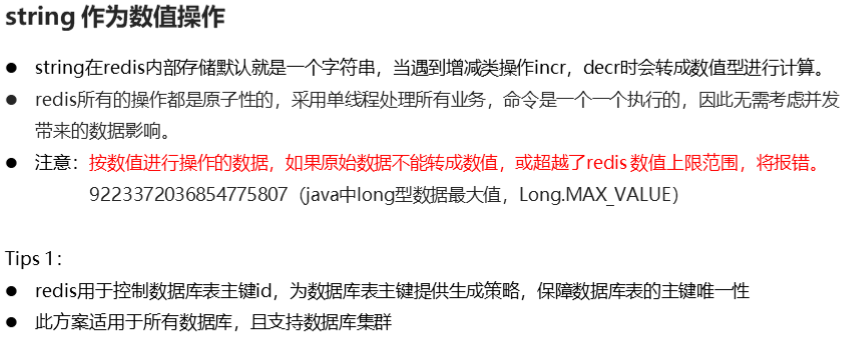 string 作为数值操作
● string在redis内部存储默认就是一个字符串，当遇到增减类操作incr，decr时会转成数值型进行计算。
● redis所有的操作都是原子性的，采用单线程处理所有业务，命令是一个一个执行的，因此无需考虑并发
带来的数据影响。
● 注意：按数值进行操作的数据，如果原始数据不能转成数值，或超越了redis 数值上限范围，将报错。
9223372036854775807（java中long型数据最大值，Long.MAX_VALUE）
Tips 1：
● redis用于控制数据库表主键id，为数据库表主键提供生成策略，保障数据库表的主键唯一性
● 此方案适用于所有数据库，且支持数据库集群